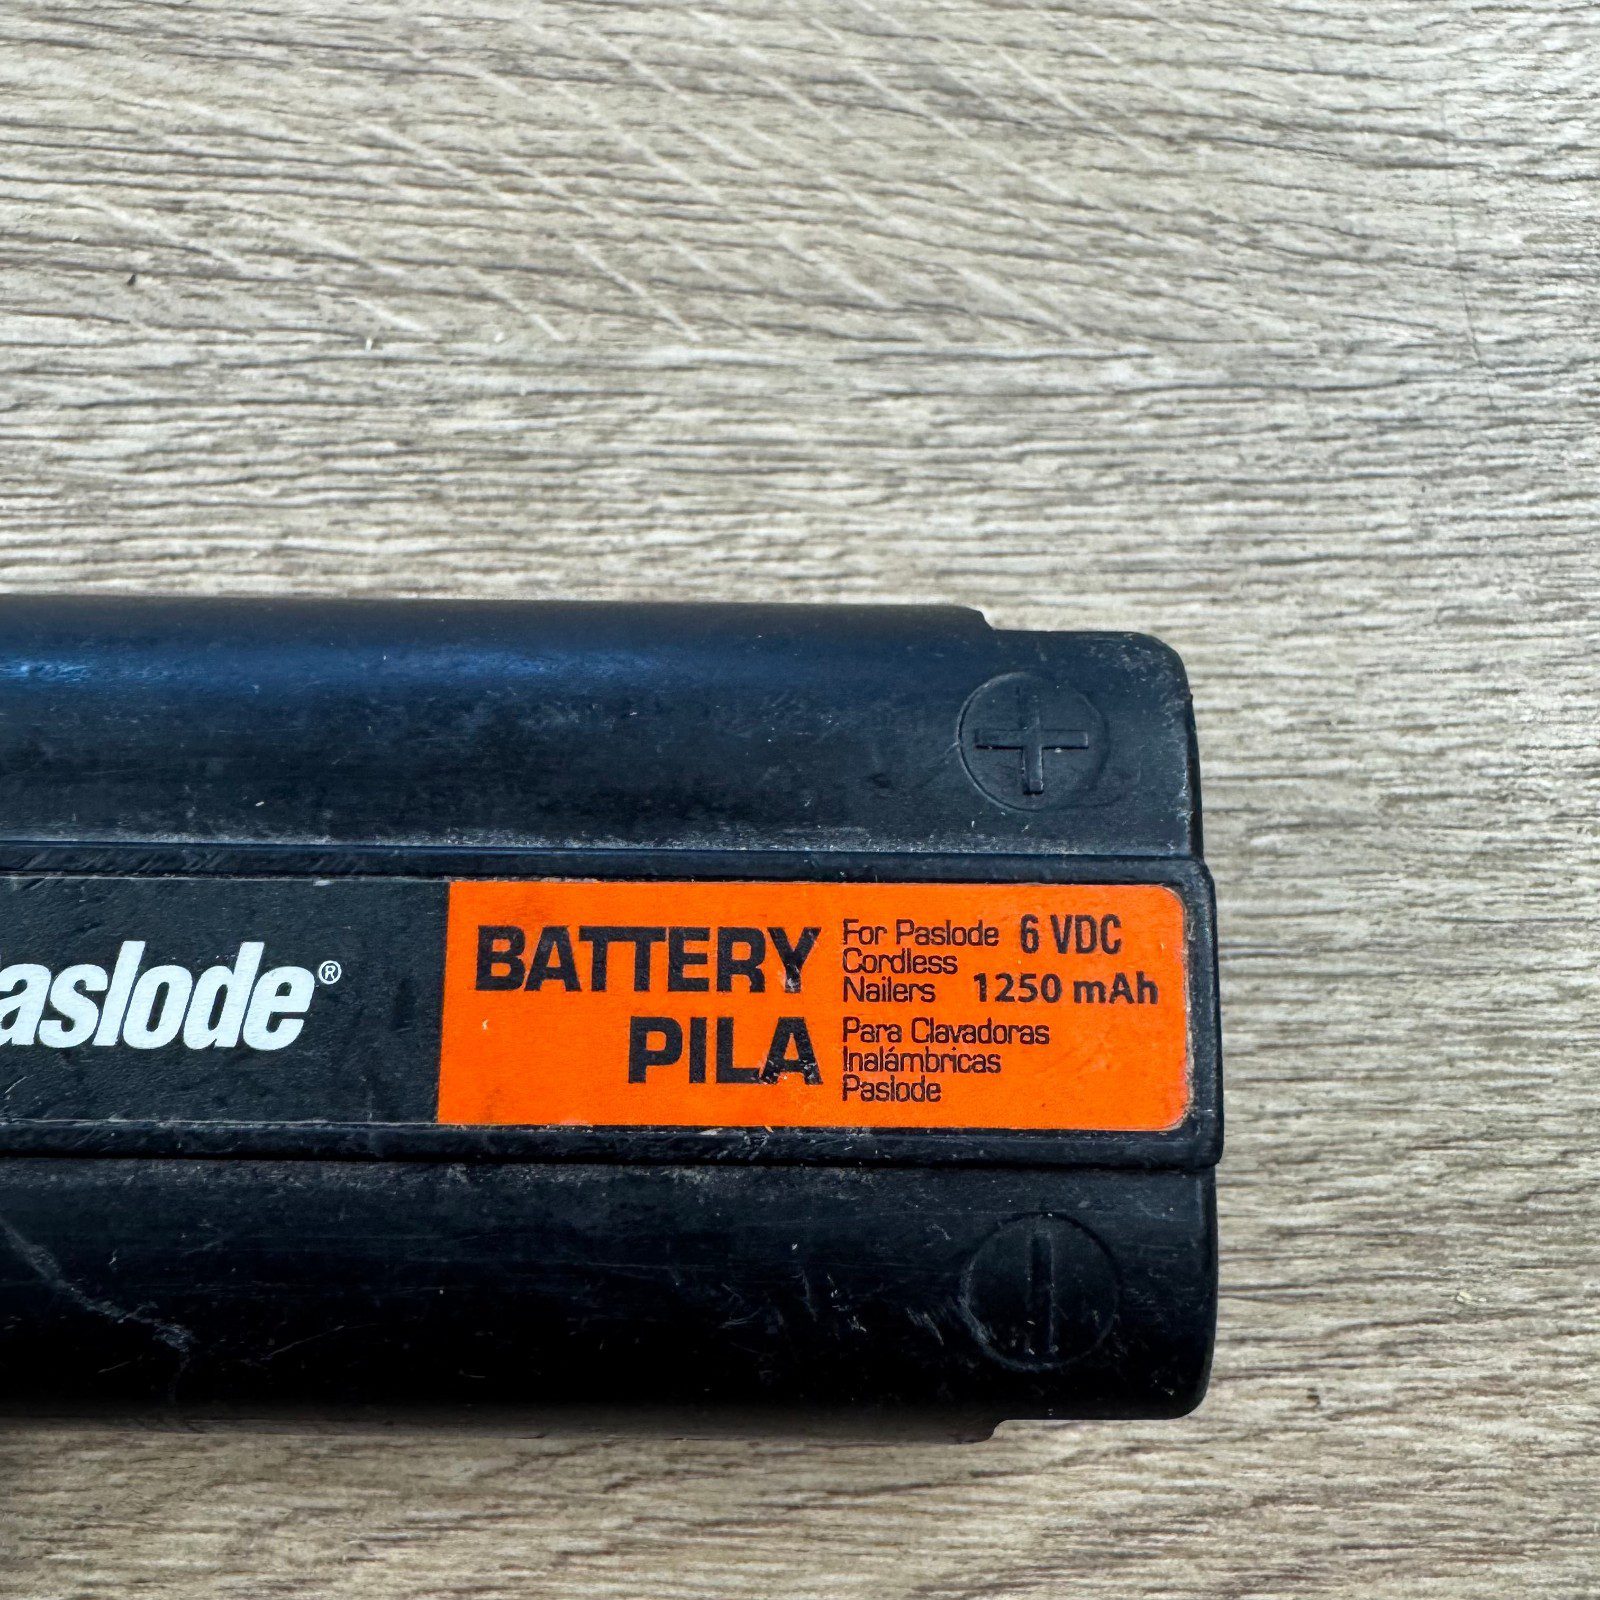 aslode®
BATTERY
PILA
For Paslode
Cordless
Nailers
6 VDC
1250 mAh
Para Clavadoras
Inalámbricas
Paslode
+
-